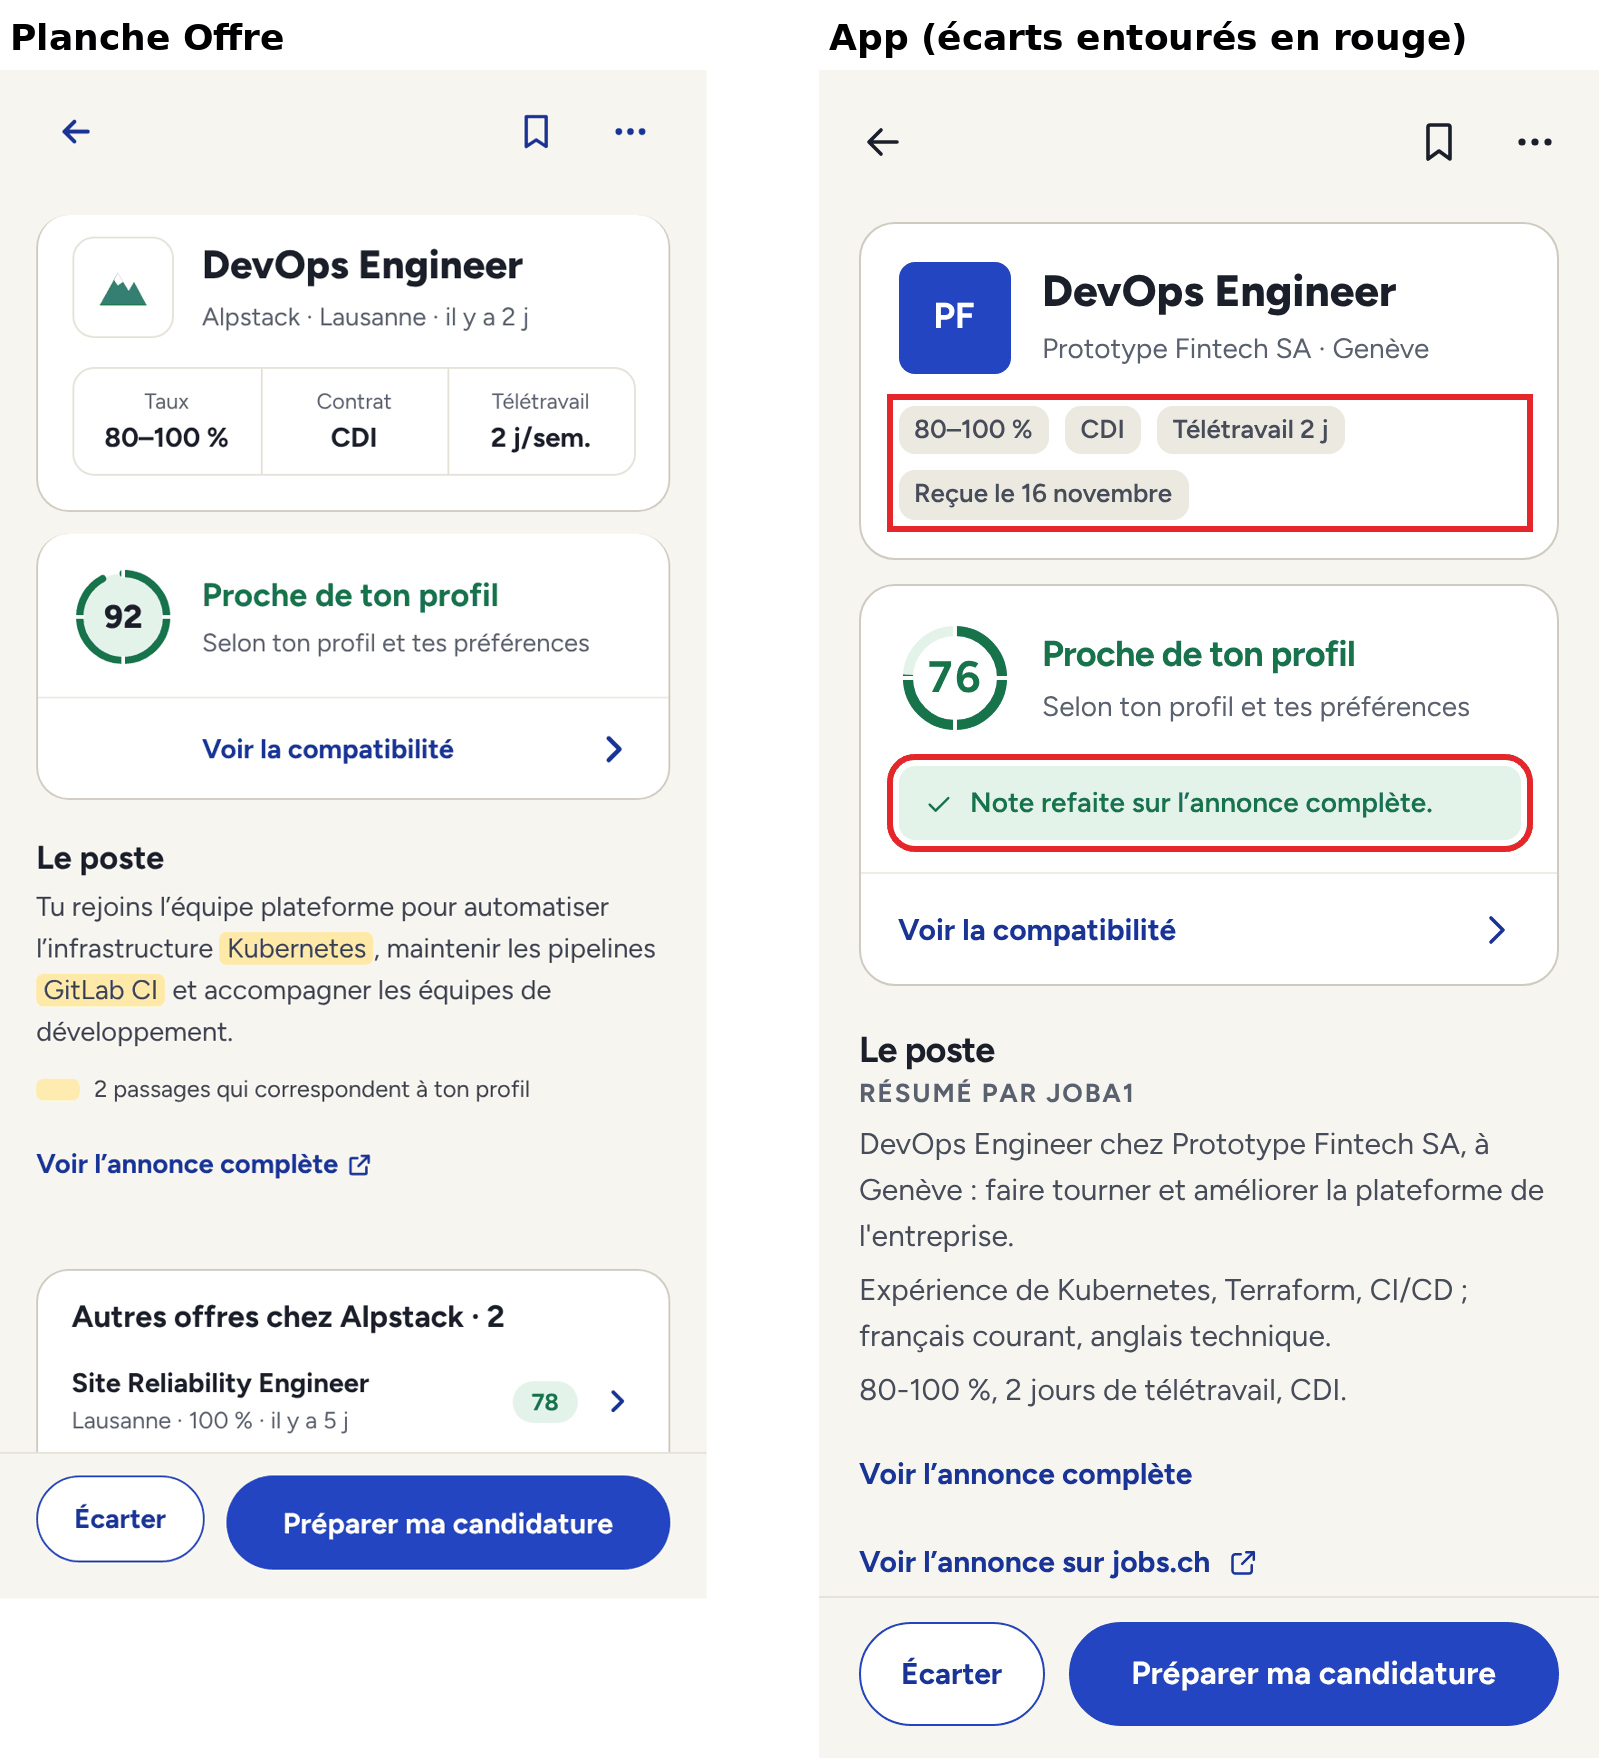 Planche Offre
DevOps Engineer
Alpstack · Lausanne · il y a 2 j
Taux
80–100 %
Contrat
CDI
Télétravail
2 j/sem.
92
Proche de ton profil
Selon ton profil et tes préférences
Voir la compatibilité
Le poste
Tu rejoins l’équipe plateforme pour automatiser
l’infrastructure Kubernetes, maintenir les pipelines
GitLab CI et accompagner les équipes de
développement.
2 passages qui correspondent à ton profil
Voir l’annonce complète
Autres offres chez Alpstack · 2
Site Reliability Engineer
78
Lausanne · 100 % · il y a 5 j
Écarter
Préparer ma candidature
App (écarts entourés en rouge)
PF
DevOps Engineer
Prototype Fintech SA · Genève
80–100 %
CDI
Télétravail 2 j
Reçue le 16 novembre
76
Proche de ton profil
Selon ton profil et tes préférences
Note refaite sur l’annonce complète.
Voir la compatibilité
Le poste
RÉSUMÉ PAR JOBA1
DevOps Engineer chez Prototype Fintech SA, à
Genève : faire tourner et améliorer la plateforme de
l'entreprise.
Expérience de Kubernetes, Terraform, CI/CD ;
français courant, anglais technique.
80-100 %, 2 jours de télétravail, CDI.
Voir l’annonce complète
Voir l’annonce sur jobs.ch
Écarter
Préparer ma candidature